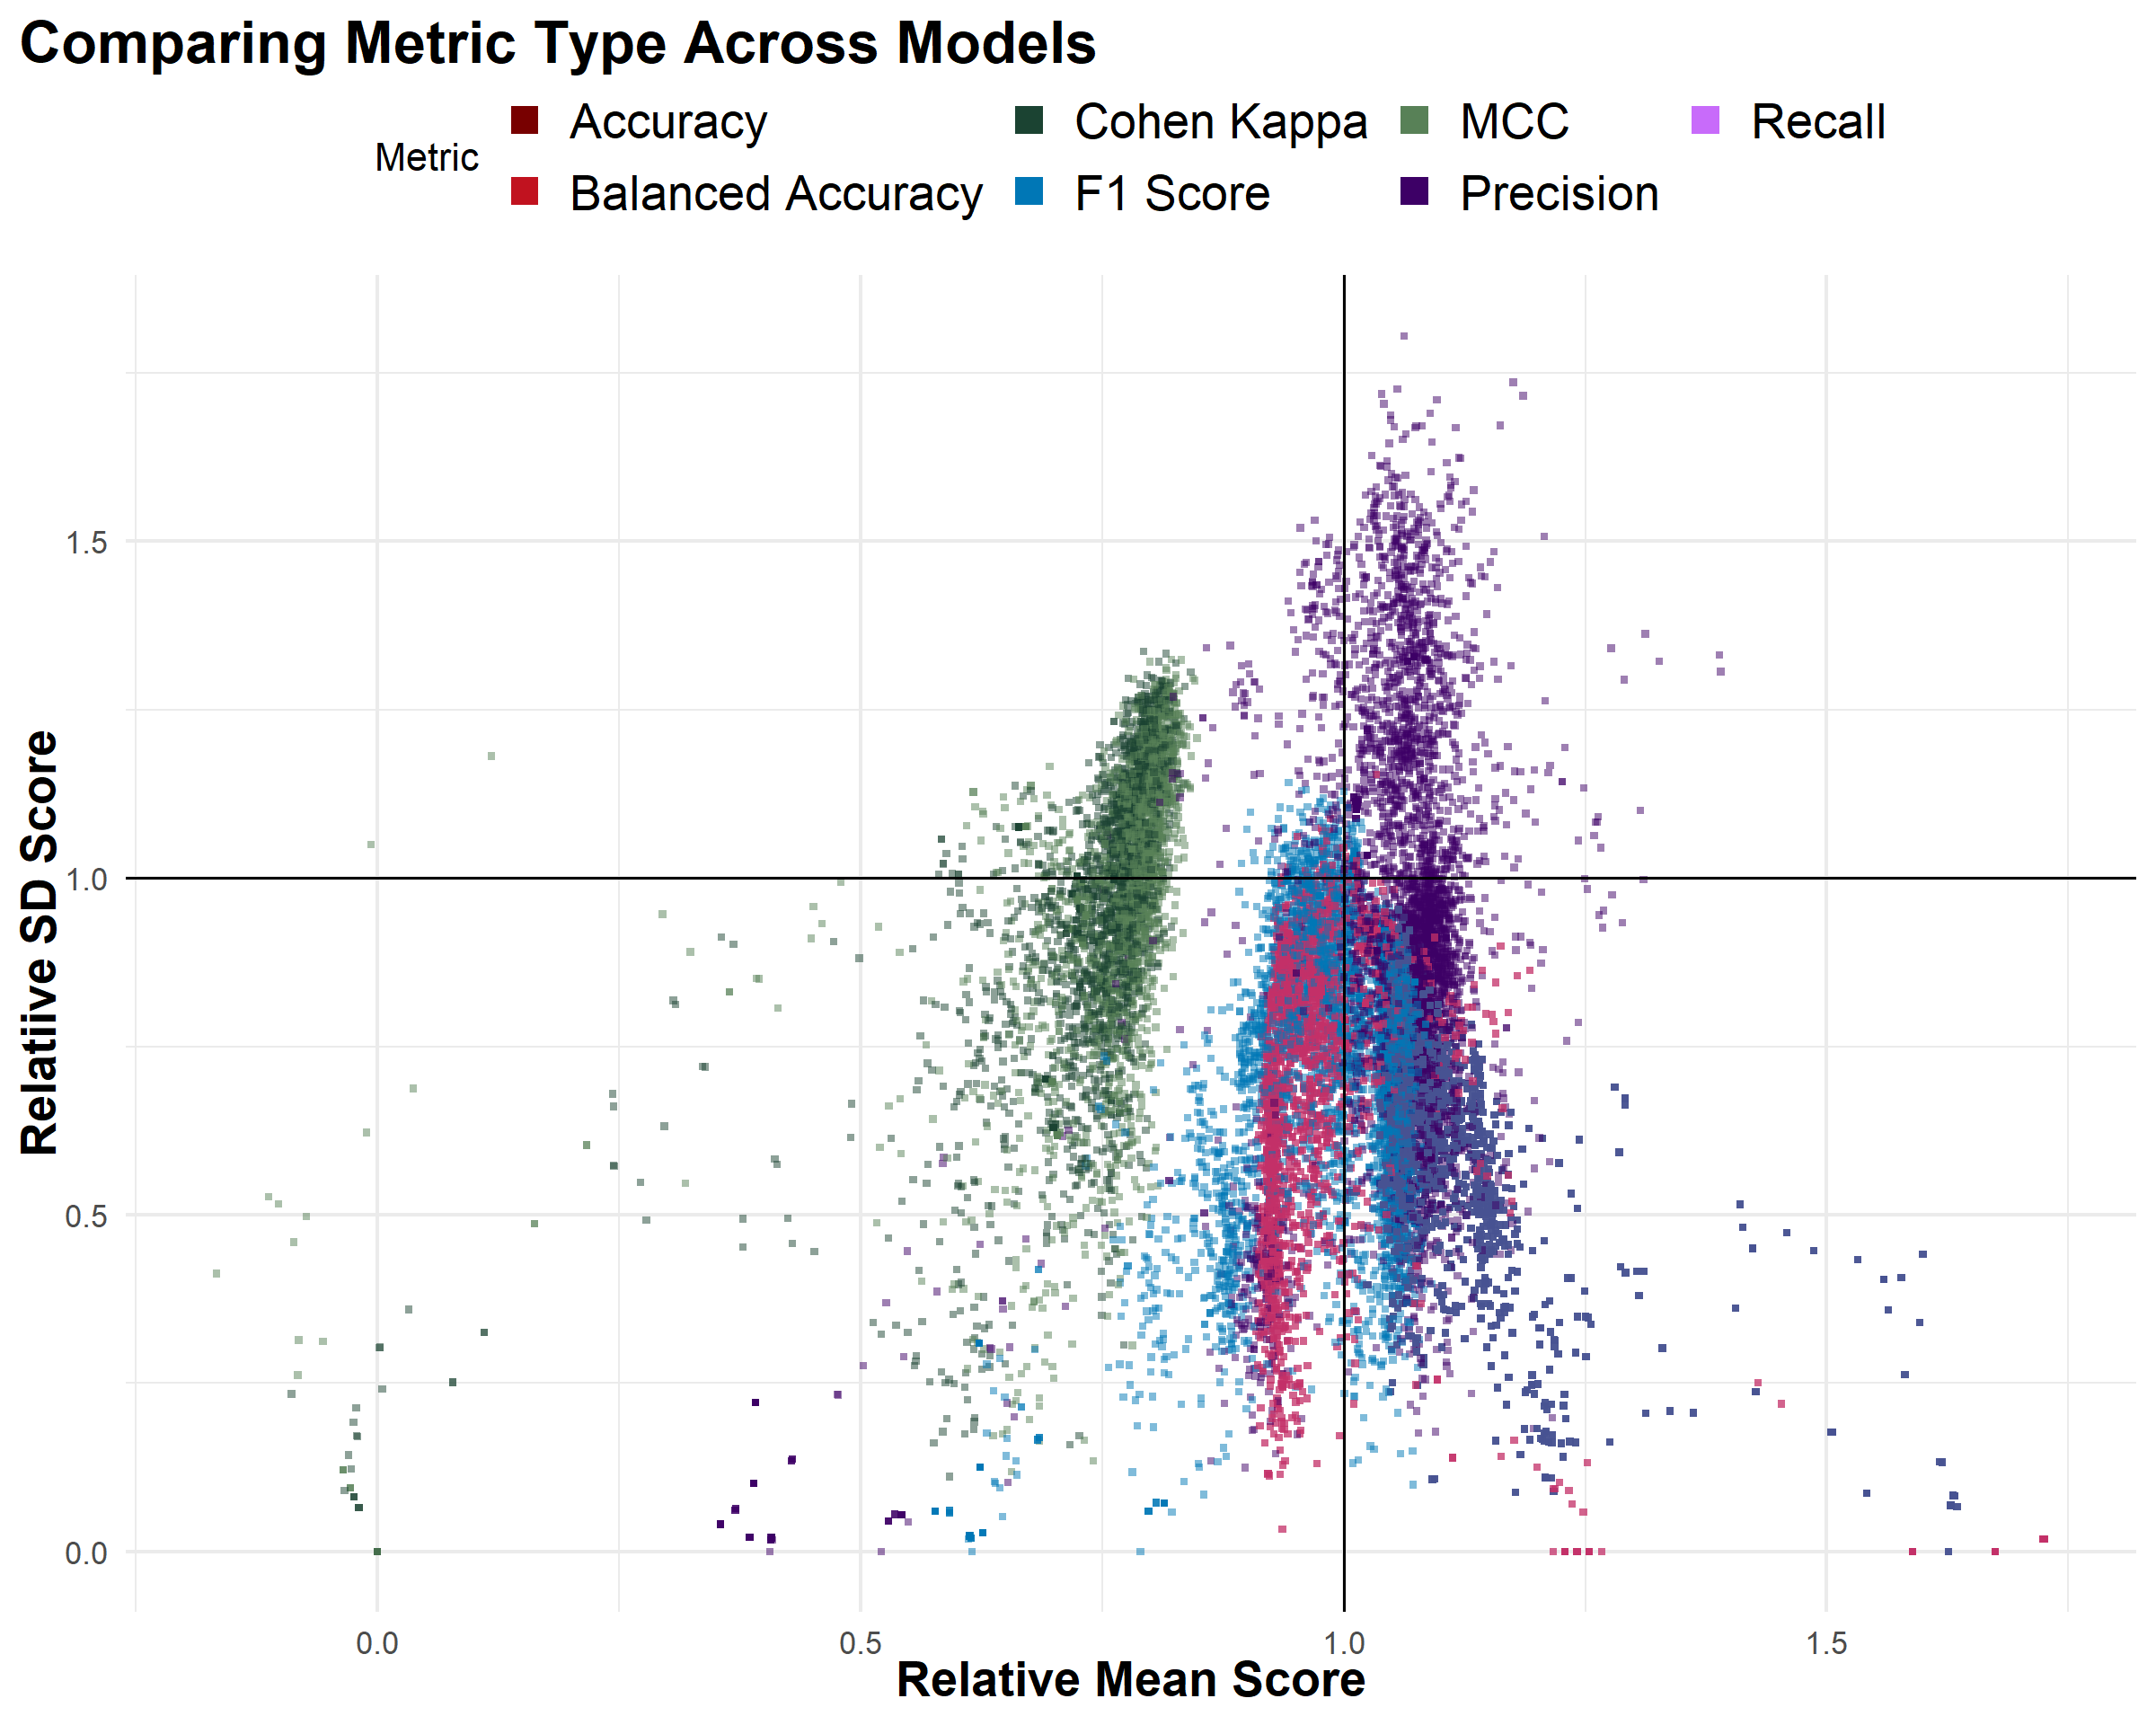 Comparing Metric Type Across Models
Metric
Accuracy
Cohen Kappa
MCC
Recall
Balanced Accuracy
F1 Score
Precision
Relatiive SD Score
1.5
1.0
0.5
0.0
0.0
0.5
1.0
1.5
Relative Mean Score